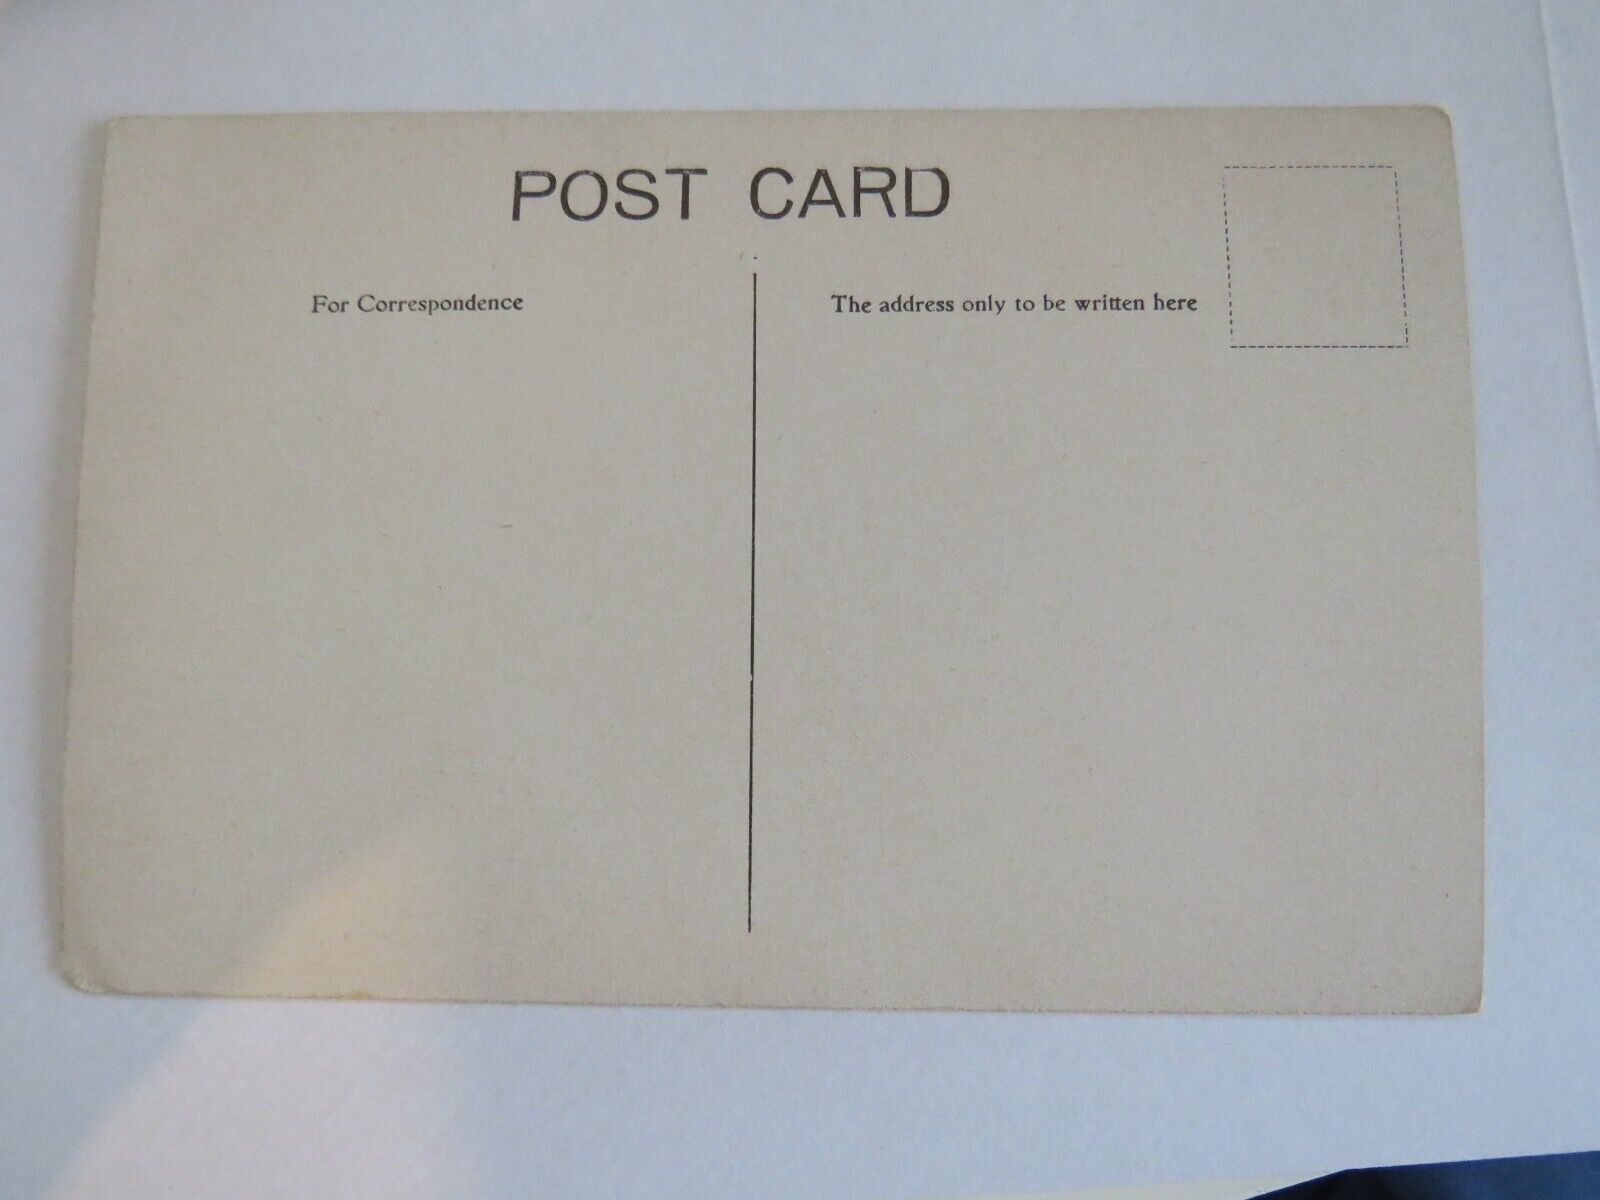 POST CARD
For Correspondence
The address only to be written here